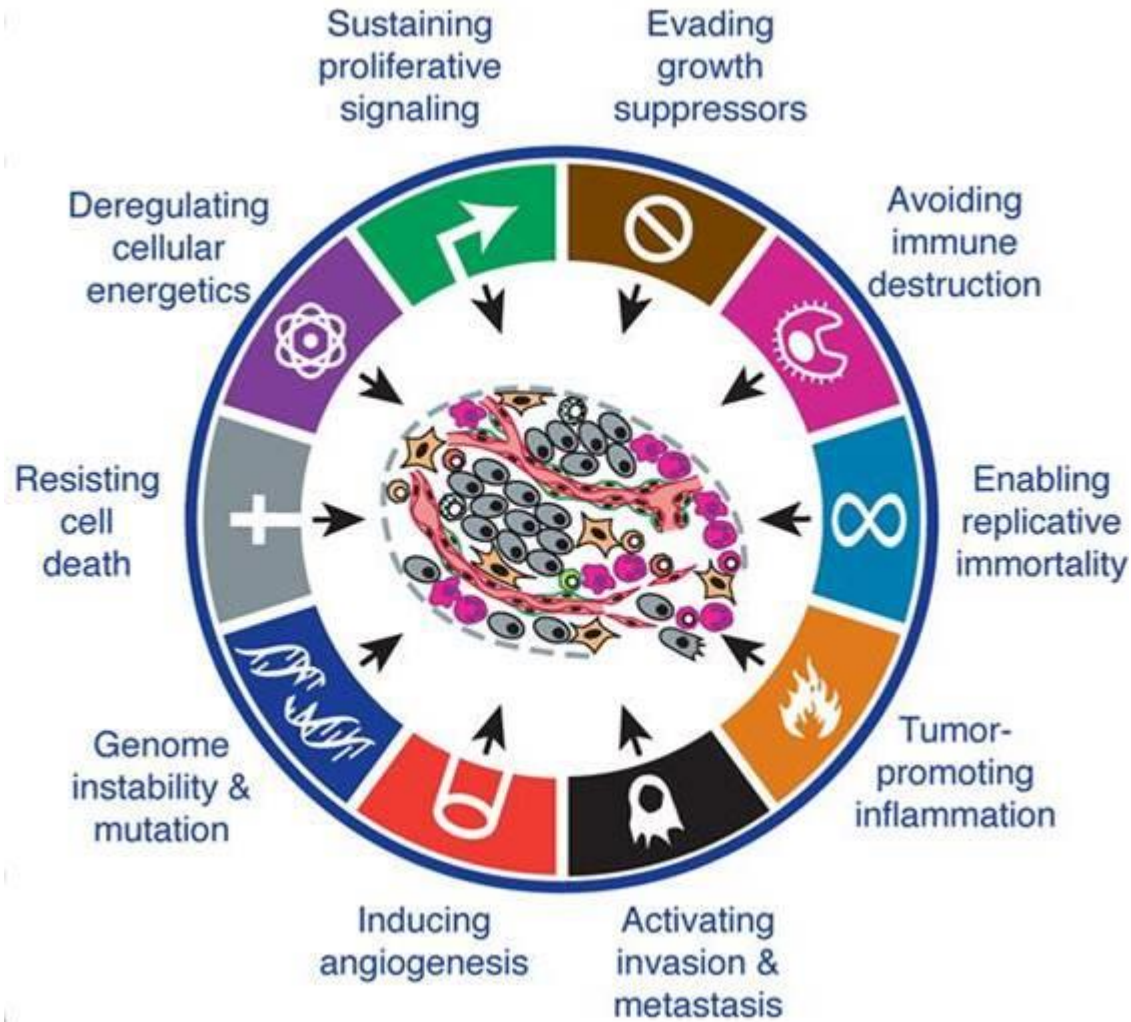 Sustaining
proliferative
signaling
Evading
growth
suppressors
Avoiding
immune
destruction
Enabling
replicative
immortality
Tumor-
promoting
inflammation
Activating
invasion &
metastasis
Inducing
angiogenesis
Genome
instability &
mutation
Resisting
cell
death
Deregulating
cellular
energetics